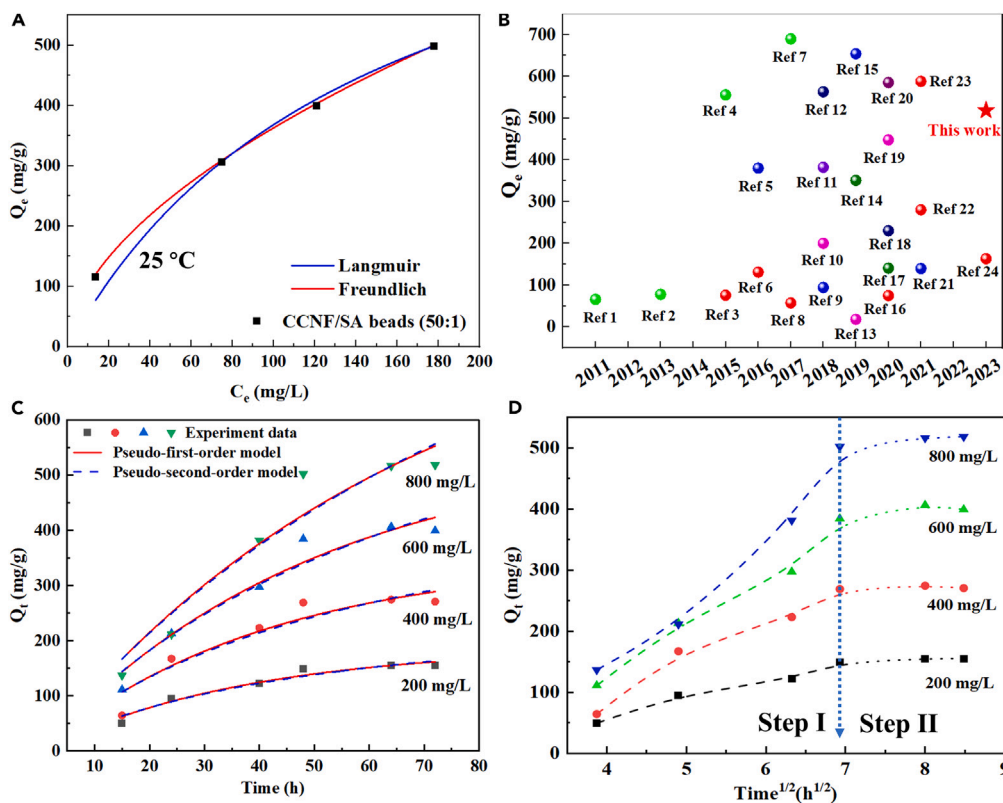 A
500
400
300
200
100
0
Qe (mg/g)
25 °C
Langmuir
Freundlich
CCNF/SA beads (50:1)
0 20 40 60 80 100 120 140 160 180 200
Ce (mg/L)
B
700
600
500
400
300
200
100
0
Qe (mg/g)
Ref 7
Ref 15
Ref 4
Ref 12
Ref 20
Ref 23
This work
Ref 19
Ref 5
Ref 11
Ref 14
Ref 22
Ref 18
Ref 10
Ref 24
Ref 6
Ref 17
Ref 21
Ref 9
Ref 1
Ref 2
Ref 3
Ref 8
Ref 16
Ref 13
2011 2012 2013 2014 2015 2016 2017 2018 2019 2020 2021 2022 2023
C
600
500
400
300
200
100
0
Qt (mg/g)
Experiment data
Pseudo-first-order model
Pseudo-second-order model
800 mg/L
600 mg/L
400 mg/L
200 mg/L
0 10 20 30 40 50 60 70 80
Time (h)
D
500
400
300
200
100
0
Qt (mg/g)
800 mg/L
600 mg/L
400 mg/L
200 mg/L
Step I
Step II
4 5 6 7 8 9
Time1/2(h1/2)